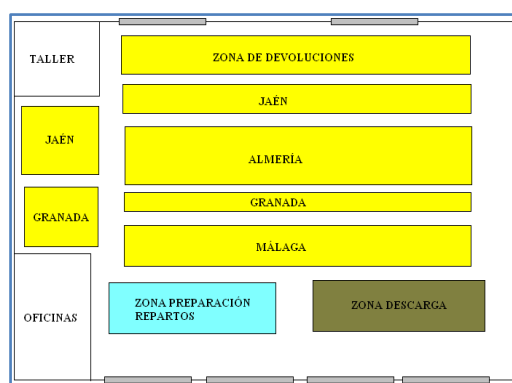 TALLER
ZONA DE DEVOLUCIONES
JAÉN
JAÉN
ALMERÍA
GRANADA
GRANADA
MÁLAGA
OFICINAS
ZONA PREPARACIÓN
REPARTOS
ZONA DESCARGA